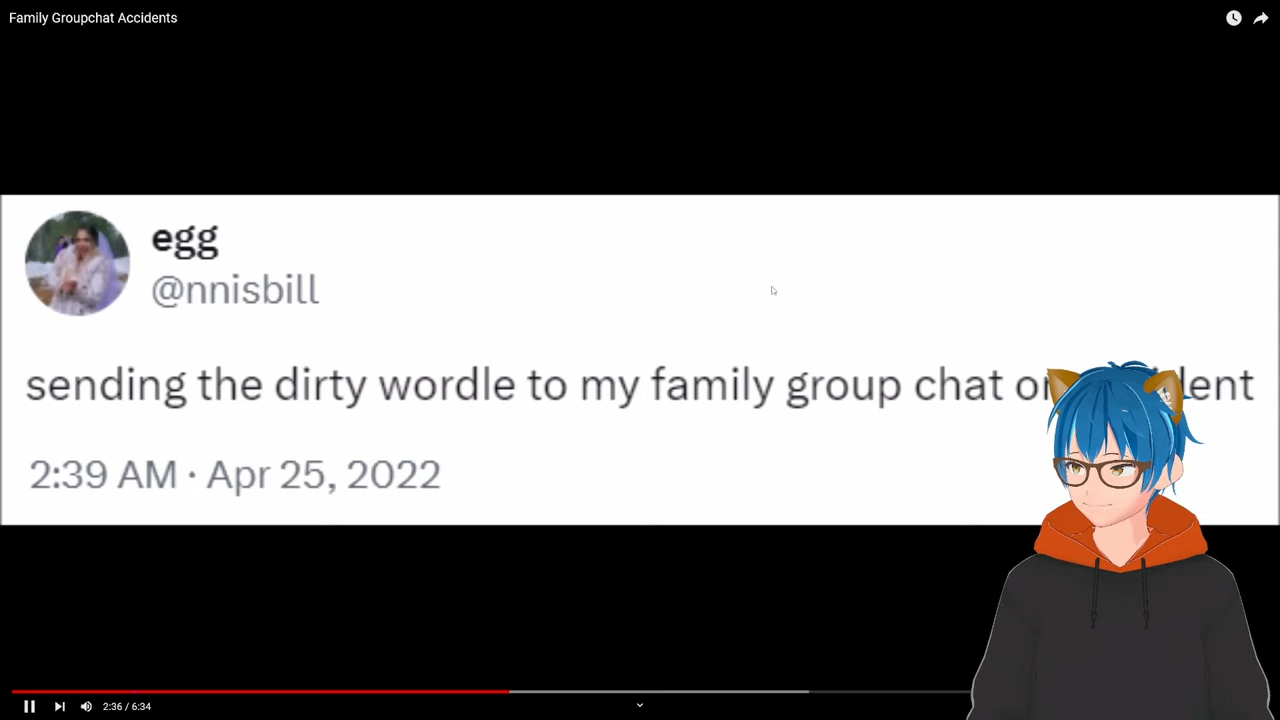 Family Groupchat Accidents
egg
@nnisbill
sending the dirty wordle to my family group chat
2:39 AM · Apr 25, 2022
2:36 / 6:34